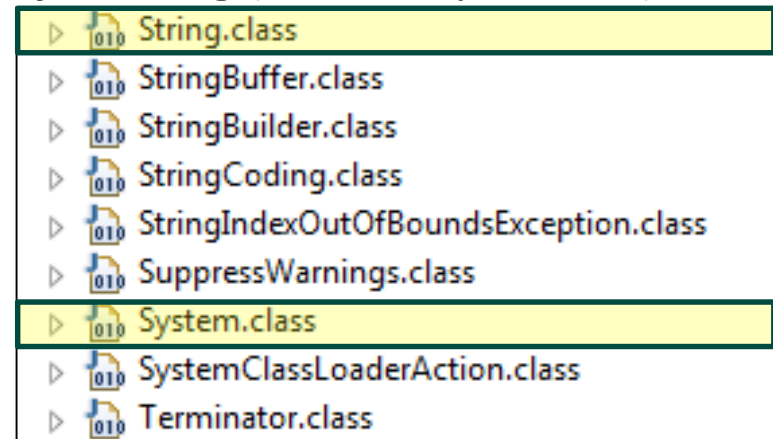 String.class
StringBuffer.class
StringBuilder.class
StringCoding.class
StringIndexOutOfBoundsException.class
SuppressWarnings.class
System.class
SystemClassLoaderAction.class
Terminator.class